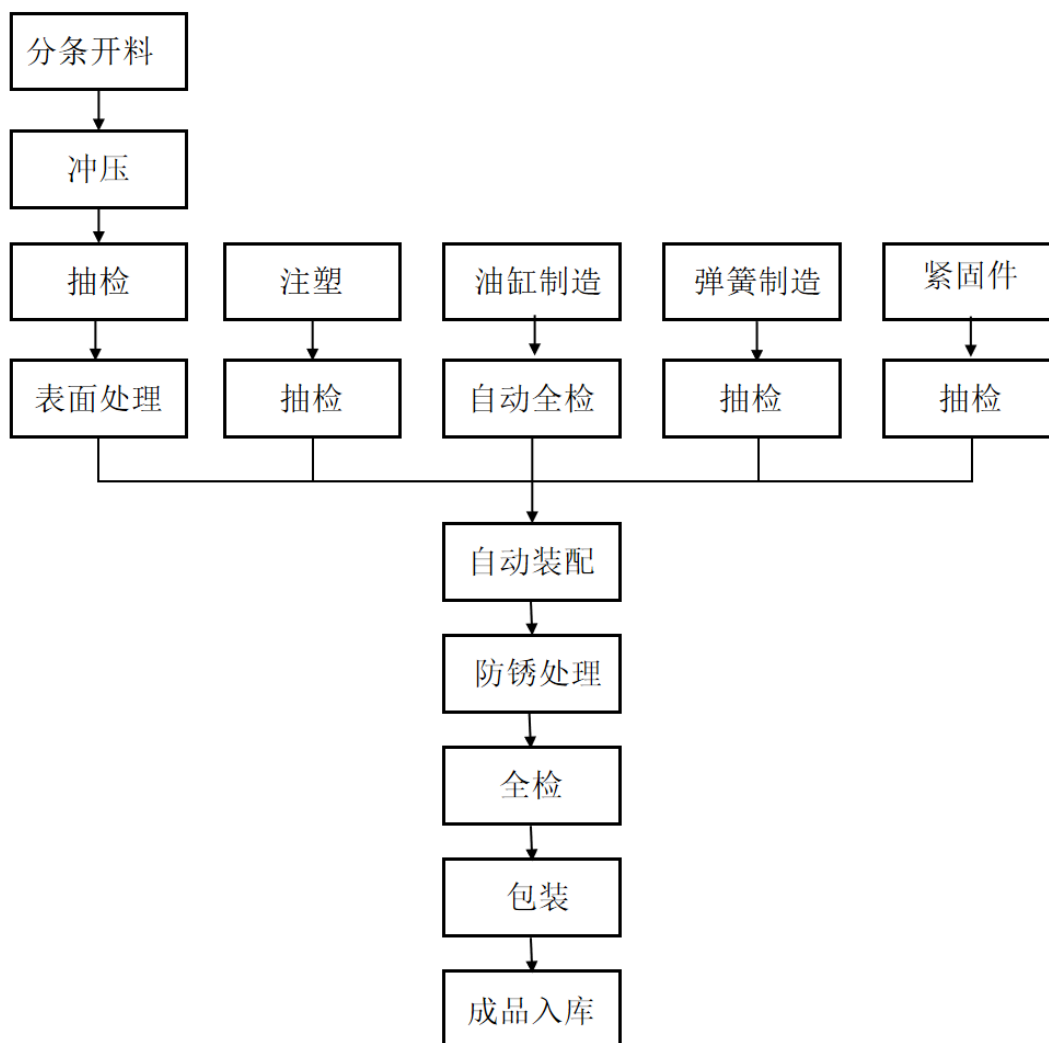 分条开料
冲压
抽检
注塑
油缸制造
弹簧制造
紧固件
表面处理
抽检
自动全检
抽检
抽检
自动装配
防锈处理
全检
包装
成品入库